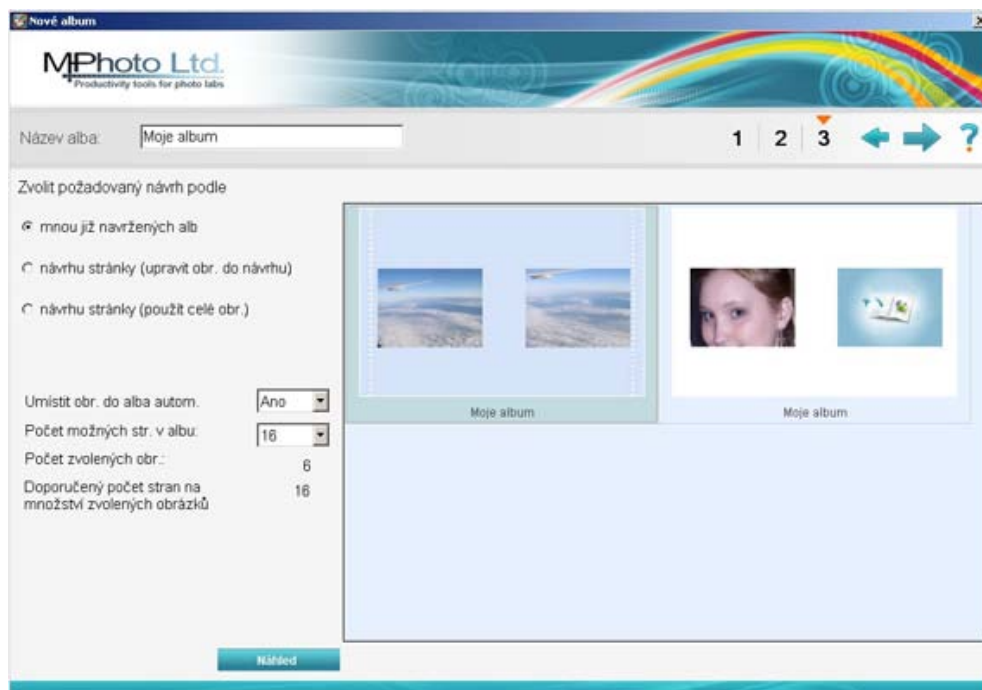 Nové album
MPhoto Ltd.
Productivity tools for photo labs
Název alba:
Moje album
1 2 3 ?
Zvolit požadovaný návrh podle
mnou již navržených alb
návrhu stránky (upravit obr. do návrhu)
návrhu stránky (použít celé obr.)
Umístit obr. do alba autom.
Ano
Počet možných str. v albu:
16
Počet zvolených obr.:
6
Doporučený počet stran na
množství zvolených obrázků
16
Náhled
Moje album
Moje album